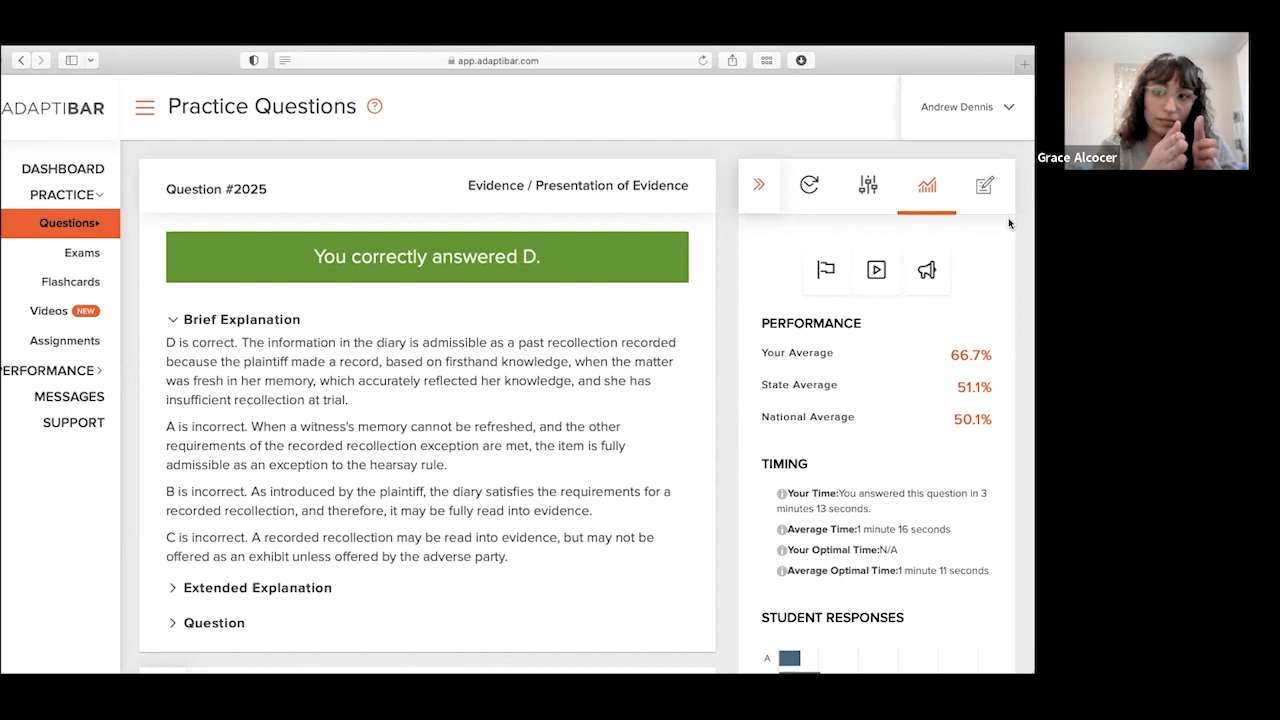 app.adaptibar.com
ADAPTIBAR
Practice Questions ?
Andrew Dennis
DASHBOARD
PRACTICE
Questions
Exams
Flashcards
Videos NEW
Assignments
PERFORMANCE
MESSAGES
SUPPORT
Question #2025
Evidence / Presentation of Evidence
You correctly answered D.
Brief Explanation
D is correct. The information in the diary is admissible as a past recollection recorded
because the plaintiff made a record, based on firsthand knowledge, when the matter
was fresh in her memory, which accurately reflected her knowledge, and she has
insufficient recollection at trial.
A is incorrect. When a witness's memory cannot be refreshed, and the other
requirements of the recorded recollection exception are met, the item is fully
admissible as an exception to the hearsay rule.
B is incorrect. As introduced by the plaintiff, the diary satisfies the requirements for a
recorded recollection, and therefore, it may be fully read into evidence.
C is incorrect. A recorded recollection may be read into evidence, but may not be
offered as an exhibit unless offered by the adverse party.
Extended Explanation
Question
PERFORMANCE
Your Average 66.7%
State Average 51.1%
National Average 50.1%
TIMING
Your Time:You answered this question in 3
minutes 13 seconds.
Average Time:1 minute 16 seconds
Your Optimal Time:N/A
Average Optimal Time:1 minute 11 seconds
STUDENT RESPONSES
A
Grace Alcocer